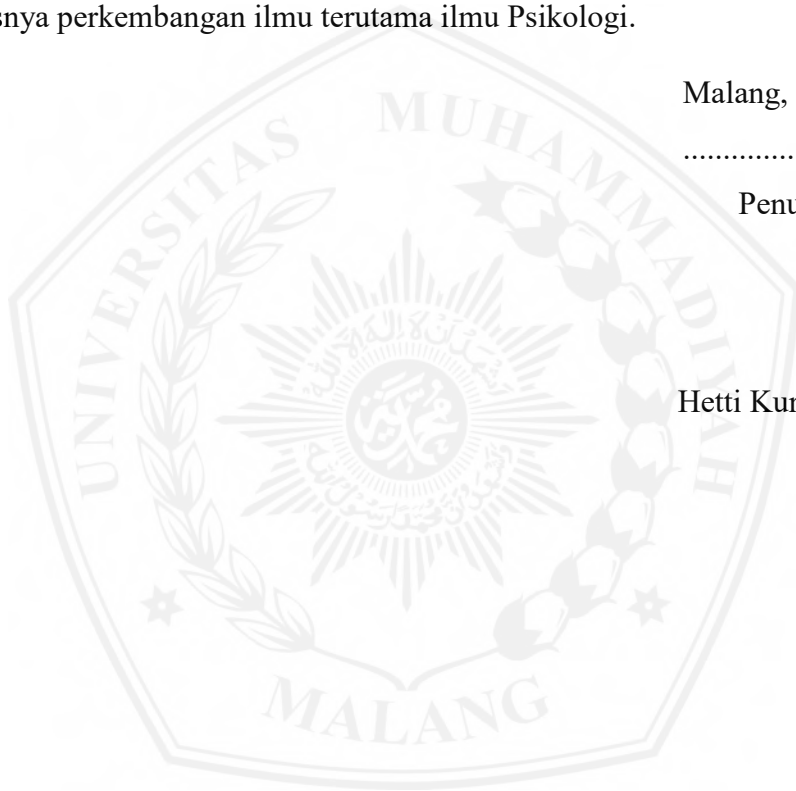 snya perkembangan ilmu terutama ilmu Psikologi.
Malang,
..............
Penu
Hetti Kur
UNIVERSITAS MUHAMMADIYAH
MALANG